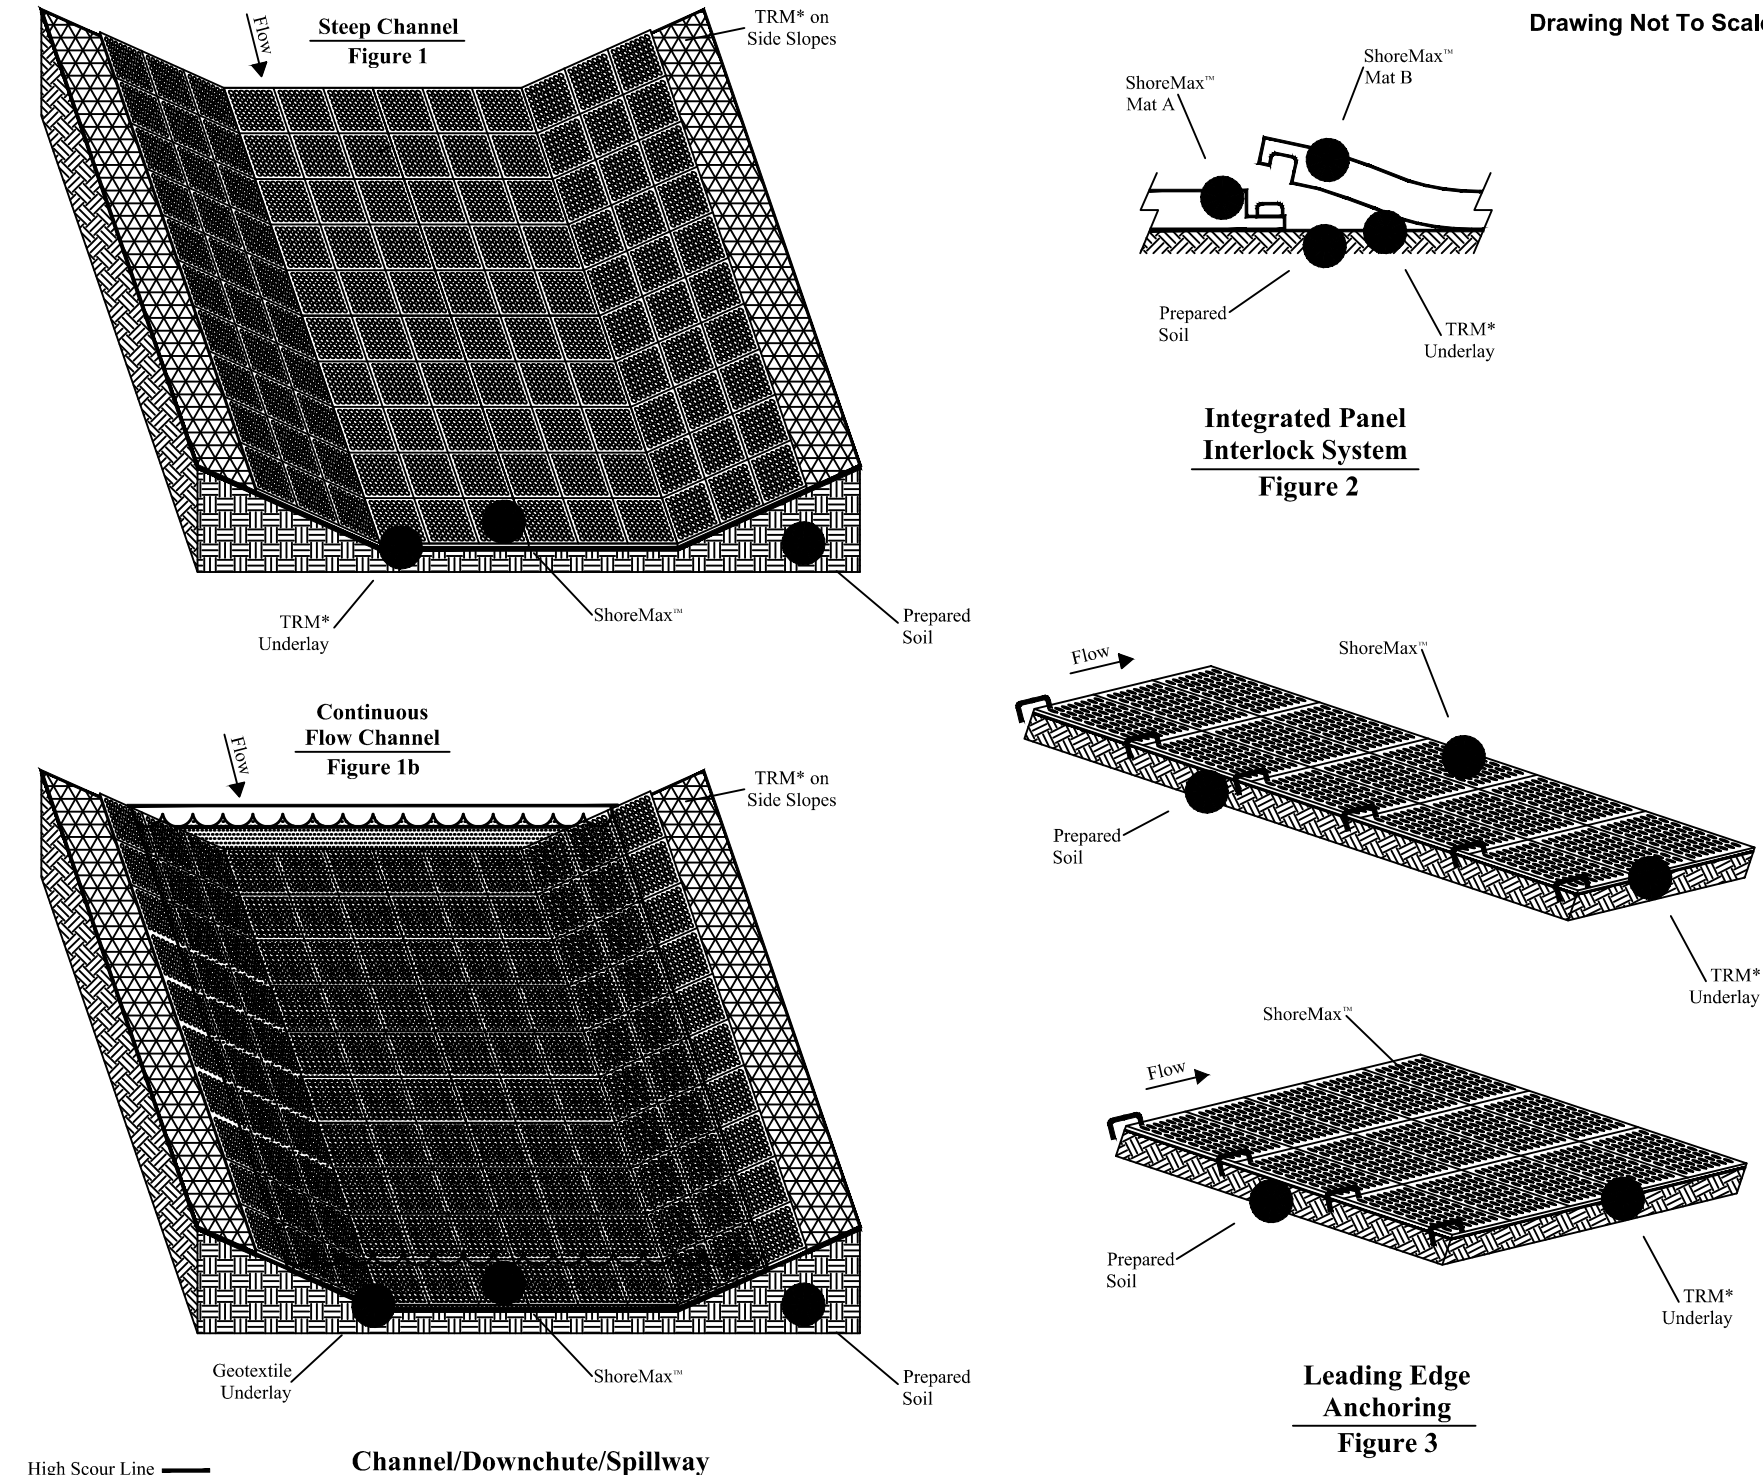 Flow
Steep Channel
Figure 1
TRM* on
Side Slopes
TRM*
Underlay
ShoreMax™
Prepared
Soil
Drawing Not To Scale
ShoreMax™
Mat A
ShoreMax™
Mat B
Prepared
Soil
TRM*
Underlay
Integrated Panel
Interlock System
Figure 2
Continuous
Flow Channel
Figure 1b
Flow
TRM* on
Side Slopes
Geotextile
Underlay
ShoreMax™
Prepared
Soil
Flow
ShoreMax™
Prepared
Soil
TRM*
Underlay
ShoreMax™
Flow
Prepared
Soil
TRM*
Underlay
Leading Edge
Anchoring
Figure 3
High Scour Line
Channel/Downchute/Spillway